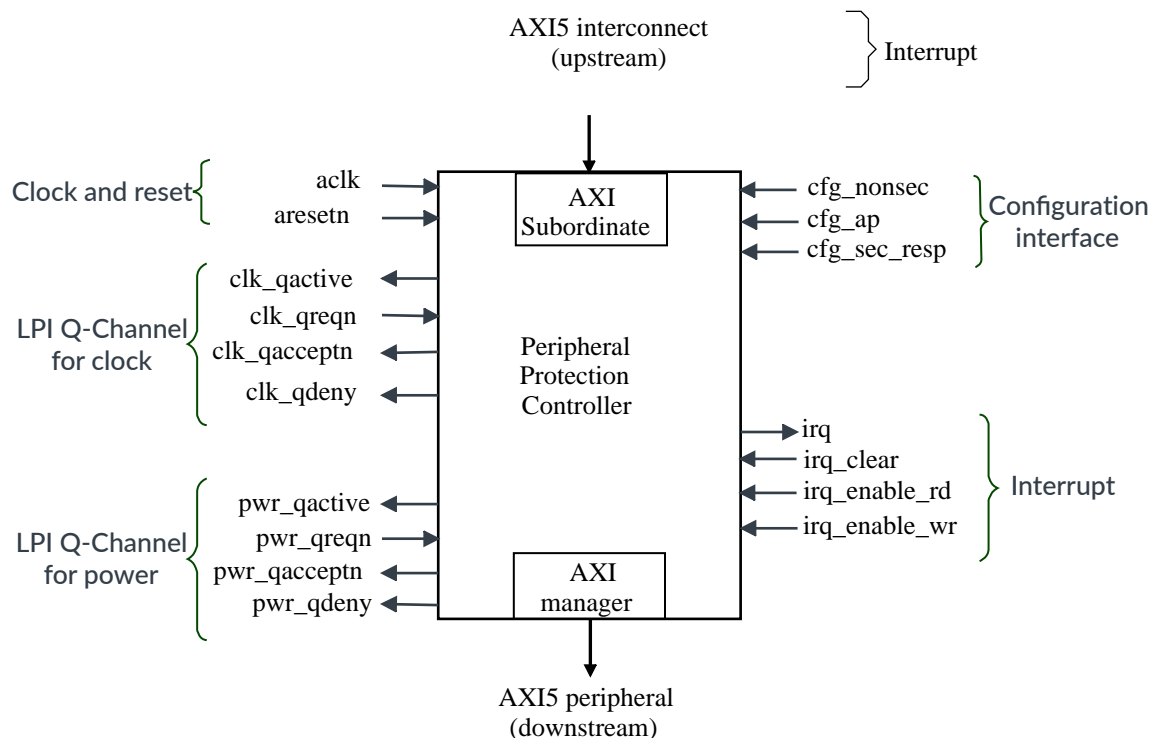 AXI5 interconnect
(upstream)
Interrupt
Clock and reset
aclk
aresetn
AXI
Subordinate
cfg_nonsec
cfg_ap
cfg_sec_resp
Configuration
interface
LPI Q-Channel
for clock
clk_qactive
clk_qreqn
clk_qacceptn
clk_qdeny
Peripheral
Protection
Controller
irq
irq_clear
irq_enable_rd
irq_enable_wr
Interrupt
LPI Q-Channel
for power
pwr_qactive
pwr_qreqn
pwr_qacceptn
pwr_qdeny
AXI
manager
AXI5 peripheral
(downstream)